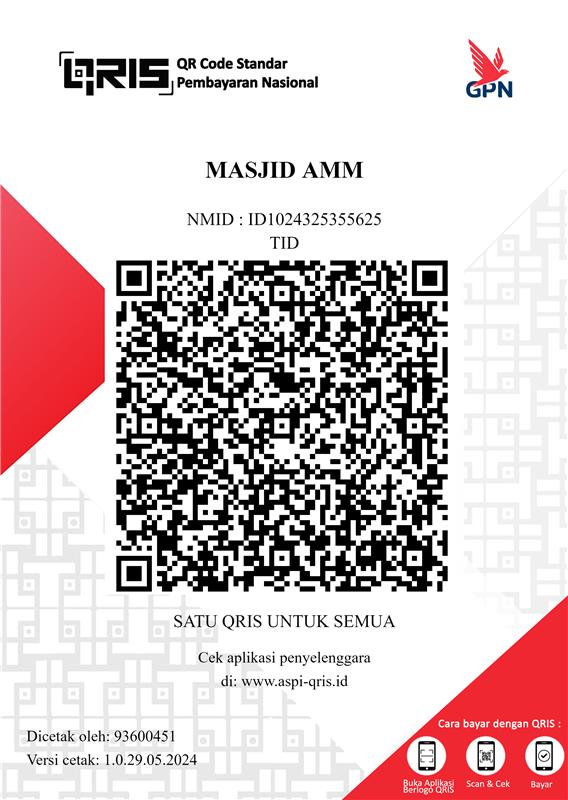 QRIS
QR Code Standar
Pembayaran Nasional
GPN
MASJID AMM
NMID : ID1024325355625
TID
SATU QRIS UNTUK SEMUA
Cek aplikasi penyelenggara
di: www.aspi-qris.id
Dicetak oleh: 93600451
Versi cetak: 1.0.29.05.2024
Cara bayar dengan QRIS :
Buka Aplikasi
Berlogo QRIS
Scan & Cek
Bayar